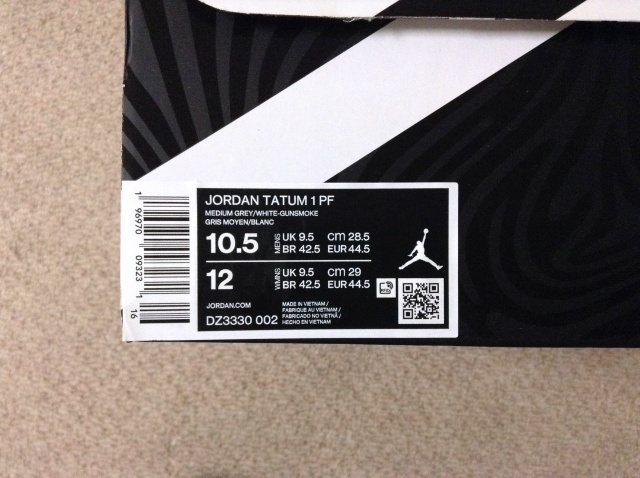 JORDAN TATUM 1 PF
MEDIUM GREY/WHITE-GUNSMOKE
GRIS MOYEN/BLANC
10.5 MENS UK 9.5 CM 28.5
BR 42.5 EUR 44.5
12 WMNS UK 9.5 CM 29
BR 42.5 EUR 44.5
JORDAN.COM
DZ3330 002
MADE IN VIETNAM /
FABRIQUE AU VIETNAM /
FABRICADO NO VIETNÃ /
HECHO EN VIETNAM
1 96970 09323 1
16